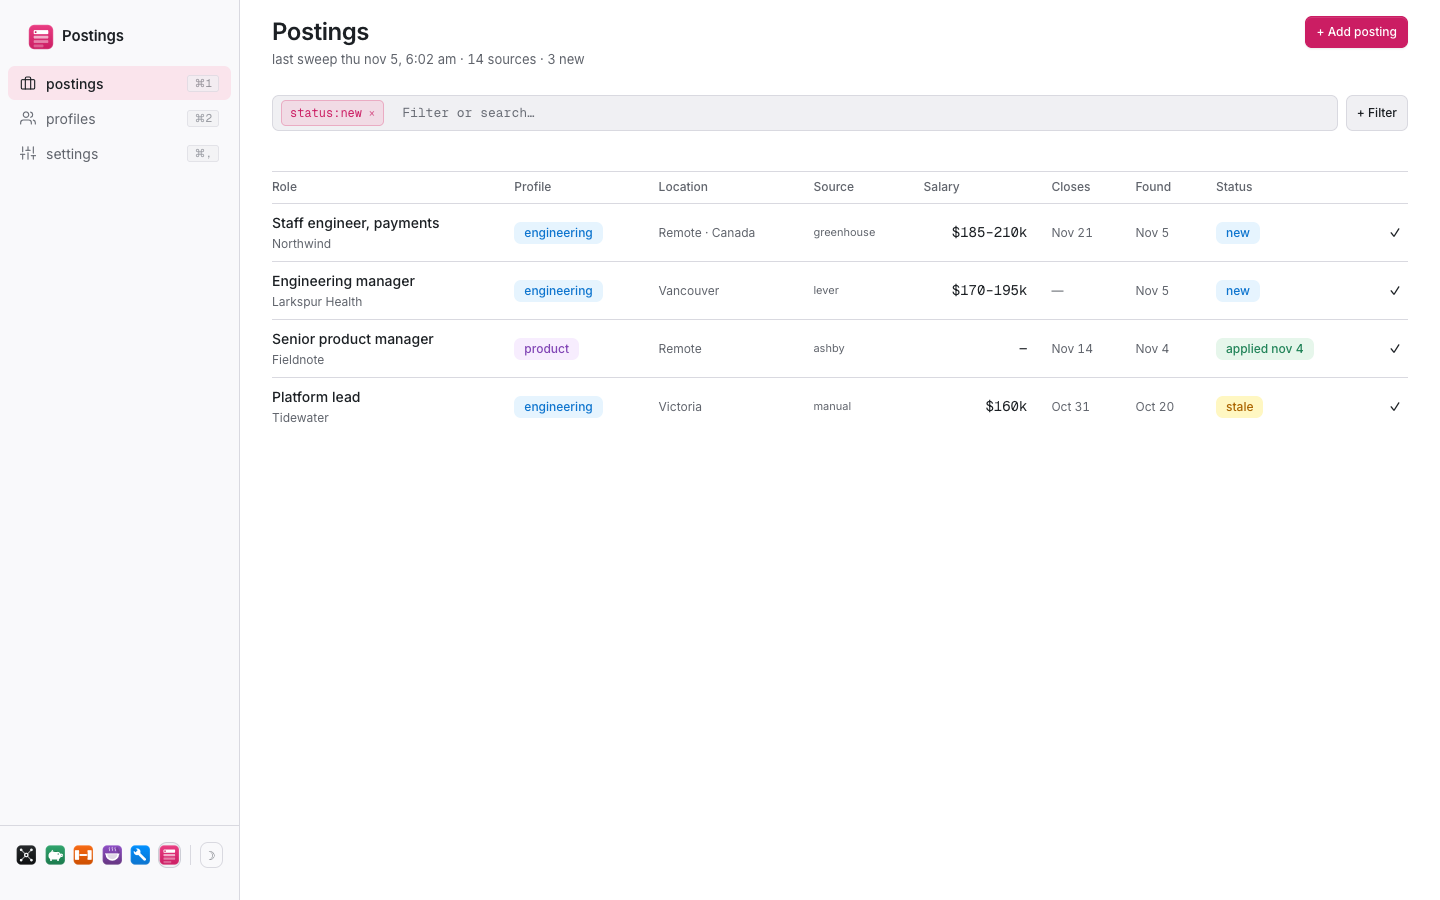 Postings
postings ⌘1
profiles ⌘2
settings ⌘,
Postings
last sweep thu nov 5, 6:02 am · 14 sources · 3 new
+ Add posting
status:new × Filter or search…
+ Filter
Role Profile Location Source Salary Closes Found Status
Staff engineer, payments
Northwind
engineering Remote · Canada greenhouse $185–210k Nov 21 Nov 5 new ✓
Engineering manager
Larkspur Health
engineering Vancouver lever $170–195k — Nov 5 new ✓
Senior product manager
Fieldnote
product Remote ashby — Nov 14 Nov 4 applied nov 4 ✓
Platform lead
Tidewater
engineering Victoria manual $160k Oct 31 Oct 20 stale ✓